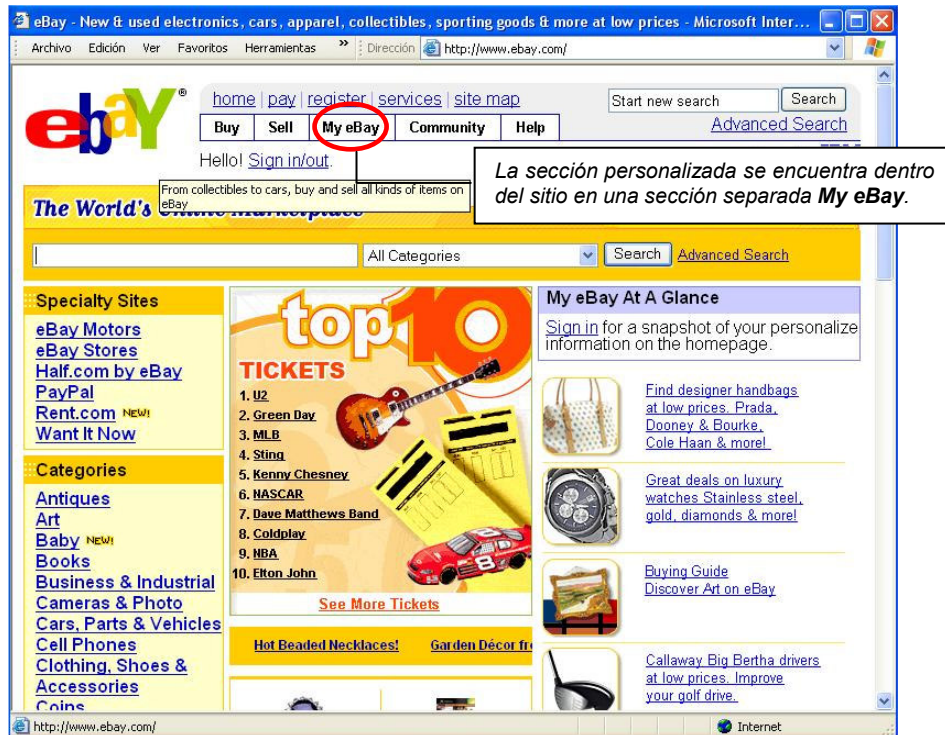 eBay - New & used electronics, cars, apparel, collectibles, sporting goods & more at low prices - Microsoft Inter...
Archivo Edición Ver Favoritos Herramientas » Dirección http://www.ebay.com/
ebaY®
home | pay | register | services | site map
Start new search Search
Buy Sell My eBay Community Help
Advanced Search
Hello! Sign in/out.
La sección personalizada se encuentra dentro
del sitio en una sección separada My eBay.
From collectibles to cars, buy and sell all kinds of items on
eBay
The World's Online Marketplace
All Categories Search Advanced Search
Specialty Sites
eBay Motors
eBay Stores
Half.com by eBay
PayPal
Rent.com NEW!
Want It Now
Categories
Antiques
Art
Baby NEW!
Books
Business & Industrial
Cameras & Photo
Cars, Parts & Vehicles
Cell Phones
Clothing, Shoes &
Accessories
Coins
top 10
TICKETS
1. U2
2. Green Day
3. MLB
4. Sting
5. Kenny Chesney
6. NASCAR
7. Dave Matthews Band
8. Coldplay
9. NBA
10. Elton John
8
See More Tickets
Hot Beaded Necklaces! Garden Décor fr
My eBay At A Glance
Sign in for a snapshot of your personalize
information on the homepage.
Find designer handbags
at low prices. Prada,
Dooney & Bourke,
Cole Haan & more!
Great deals on luxury
watches Stainless steel,
gold, diamonds & more!
Buying Guide
Discover Art on eBay
Callaway Big Bertha drivers
at low prices. Improve
your golf drive.
http://www.ebay.com/ Internet